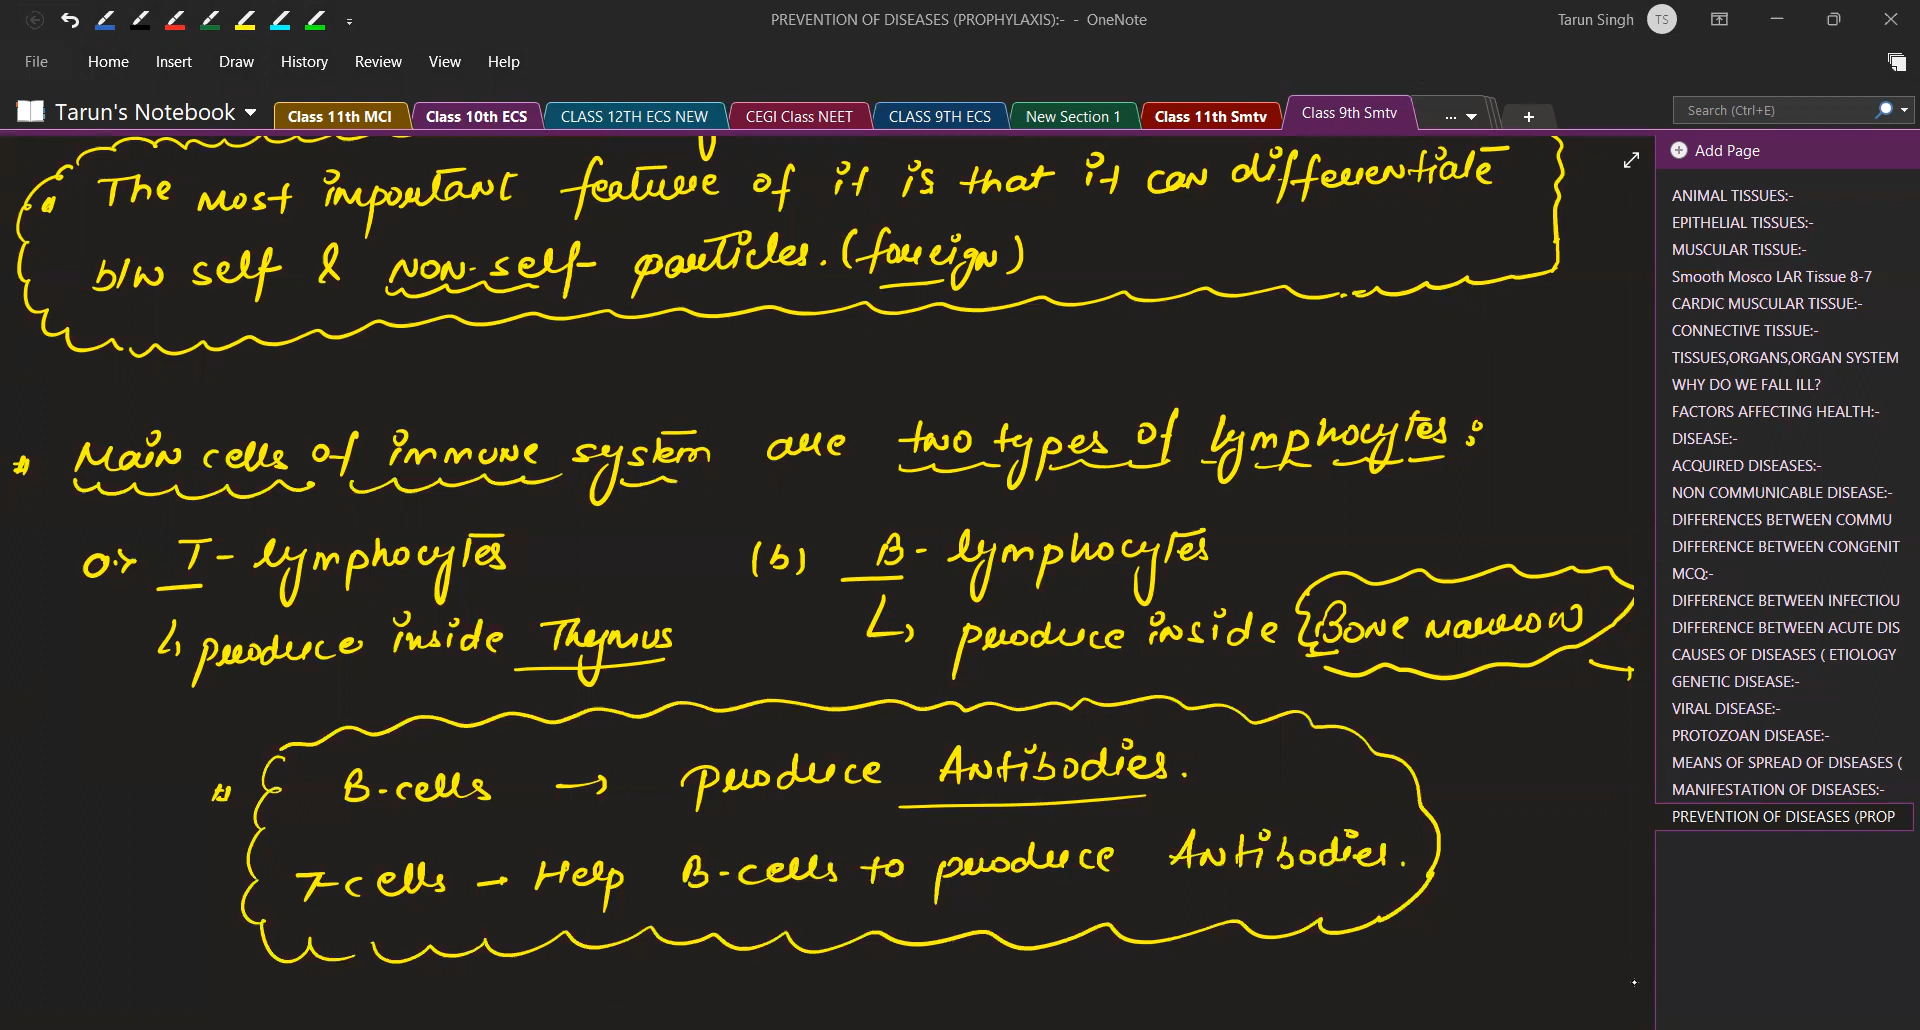 PREVENTION OF DISEASES (PROPHYLAXIS):- - OneNote
Tarun Singh TS
File Home Insert Draw History Review View Help
Tarun's Notebook Class 11th MCI Class 10th ECS CLASS 12TH ECS NEW CEGI Class NEET CLASS 9TH ECS New Section 1 Class 11th Smtv Class 9th Smtv ... + Search (Ctrl+E)
The most important feature of it is that it can differentiate
b/w self & non-self particles. (foreign)
# Main cells of immune system are two types of lymphocytes :
a:> T- lymphocytes (b) B- lymphocytes
↳ produce inside Thymus ↳ produce inside {Bone marrow
# B-cells → produce Antibodies.
T-cells → Help B-cells to produce Antibodies.
Add Page
ANIMAL TISSUES:-
EPITHELIAL TISSUES:-
MUSCULAR TISSUE:-
Smooth Mosco LAR Tissue 8-7
CARDIC MUSCULAR TISSUE:-
CONNECTIVE TISSUE:-
TISSUES,ORGANS,ORGAN SYSTEM
WHY DO WE FALL ILL?
FACTORS AFFECTING HEALTH:-
DISEASE:-
ACQUIRED DISEASES:-
NON COMMUNICABLE DISEASE:-
DIFFERENCES BETWEEN COMMU
DIFFERENCE BETWEEN CONGENIT
MCQ:-
DIFFERENCE BETWEEN INFECTIOU
DIFFERENCE BETWEEN ACUTE DIS
CAUSES OF DISEASES ( ETIOLOGY
GENETIC DISEASE:-
VIRAL DISEASE:-
PROTOZOAN DISEASE:-
MEANS OF SPREAD OF DISEASES (
MANIFESTATION OF DISEASES:-
PREVENTION OF DISEASES (PROP